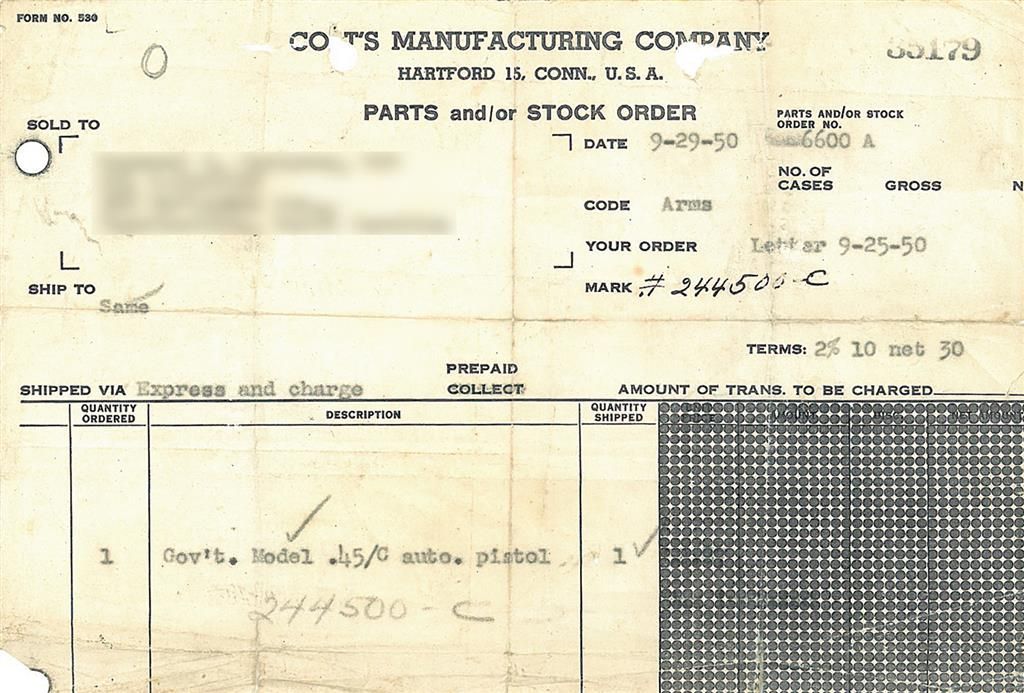 FORM NO. 530
COLT'S MANUFACTURING COMPANY
35179
HARTFORD 15, CONN., U. S. A.
PARTS and/or STOCK ORDER
SOLD TO
PARTS AND/OR STOCK
ORDER NO.
DATE 9-29-50
6600 A
NO. OF
CASES
GROSS
N
CODE Arms
YOUR ORDER Letter 9-25-50
SHIP TO
Same
MARK # 244500-C
TERMS: 2% 10 net 30
PREPAID
SHIPPED VIA Express and charge
COLLECT
AMOUNT OF TRANS. TO BE CHARGED
QUANTITY
ORDERED
DESCRIPTION
QUANTITY
SHIPPED
1 Gov't. Model .45/C auto. pistol 1
244500-C